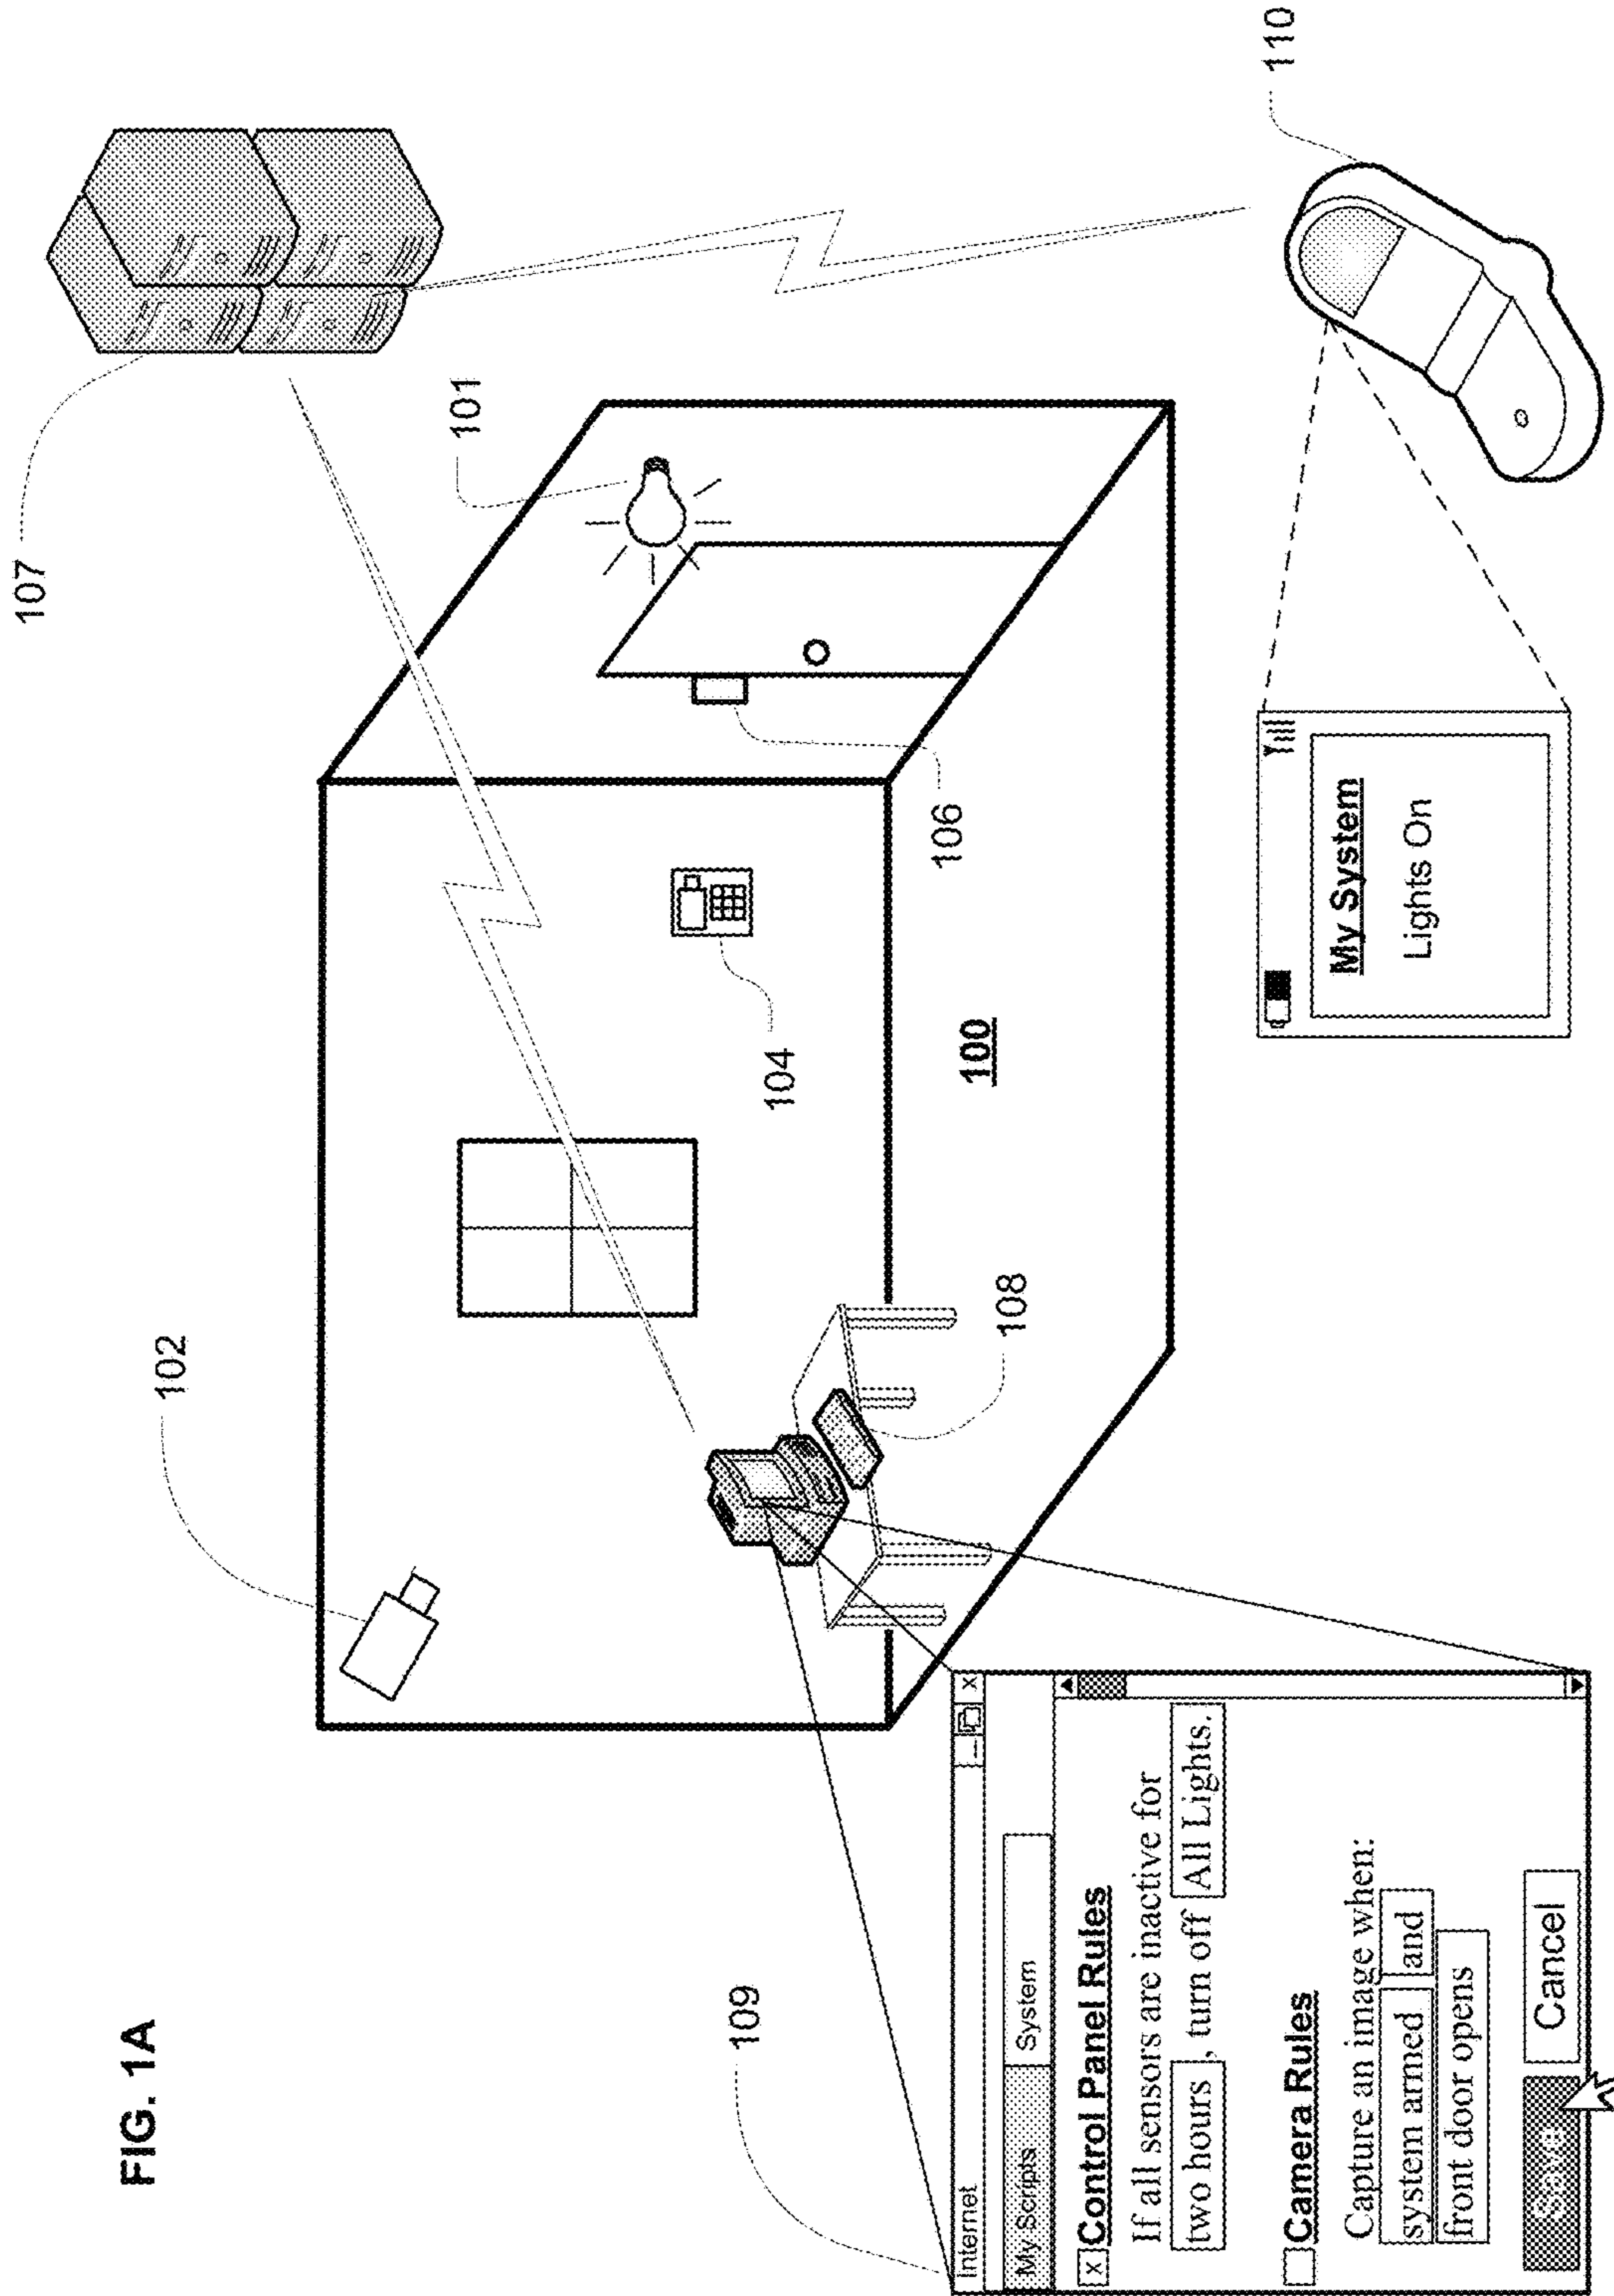 FIG. 1A
107
102
101
104
106
100
108
110
109
Internet
_ x
My Scripts System
x Control Panel Rules
If all sensors are inactive for
two hours , turn off All Lights.
Camera Rules
Capture an image when:
system armed and
front door opens
Save Cancel
My System
Lights On